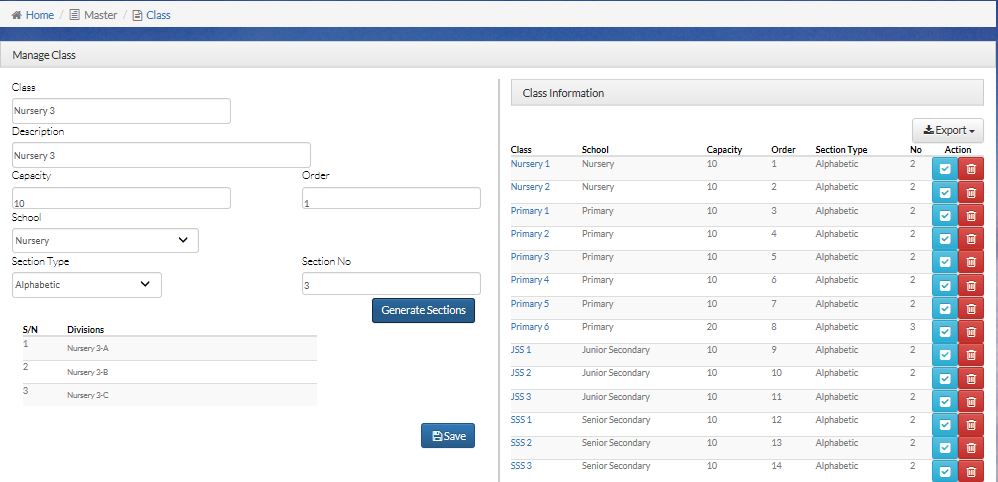 Home / Master / Class
Manage Class
Class
Nursery 3
Description
Nursery 3
Capacity Order
10 1
School
Nursery
Section Type Section No
Alphabetic 3
Generate Sections
S/N Divisions
1 Nursery 3-A
2 Nursery 3-B
3 Nursery 3-C
Save
Class Information
Export
Class School Capacity Order Section Type No Action
Nursery 1 Nursery 10 1 Alphabetic 2
Nursery 2 Nursery 10 2 Alphabetic 2
Primary 1 Primary 10 3 Alphabetic 2
Primary 2 Primary 10 4 Alphabetic 2
Primary 3 Primary 10 5 Alphabetic 2
Primary 4 Primary 10 6 Alphabetic 2
Primary 5 Primary 10 7 Alphabetic 2
Primary 6 Primary 20 8 Alphabetic 3
JSS 1 Junior Secondary 10 9 Alphabetic 2
JSS 2 Junior Secondary 10 10 Alphabetic 2
JSS 3 Junior Secondary 10 11 Alphabetic 2
SSS 1 Senior Secondary 10 12 Alphabetic 2
SSS 2 Senior Secondary 10 13 Alphabetic 2
SSS 3 Senior Secondary 10 14 Alphabetic 2